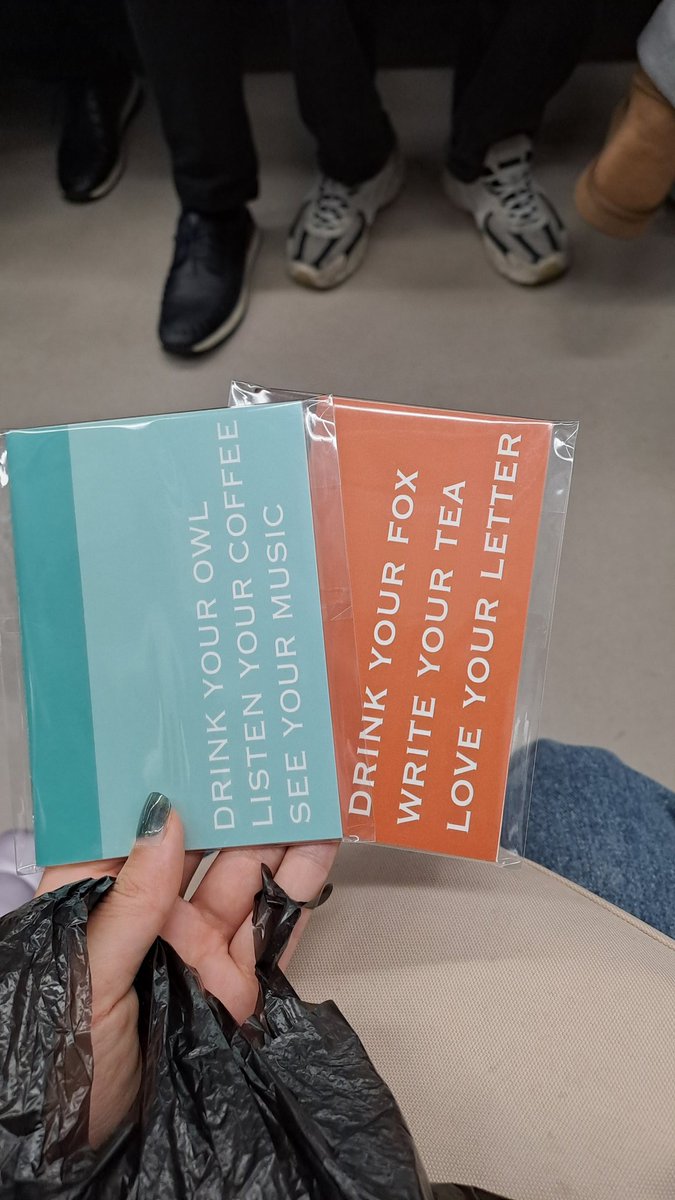 DRINK YOUR OWL
LISTEN YOUR COFFEE
SEE YOUR MUSIC
DRINK YOUR FOX
WRITE YOUR TEA
LOVE YOUR LETTER